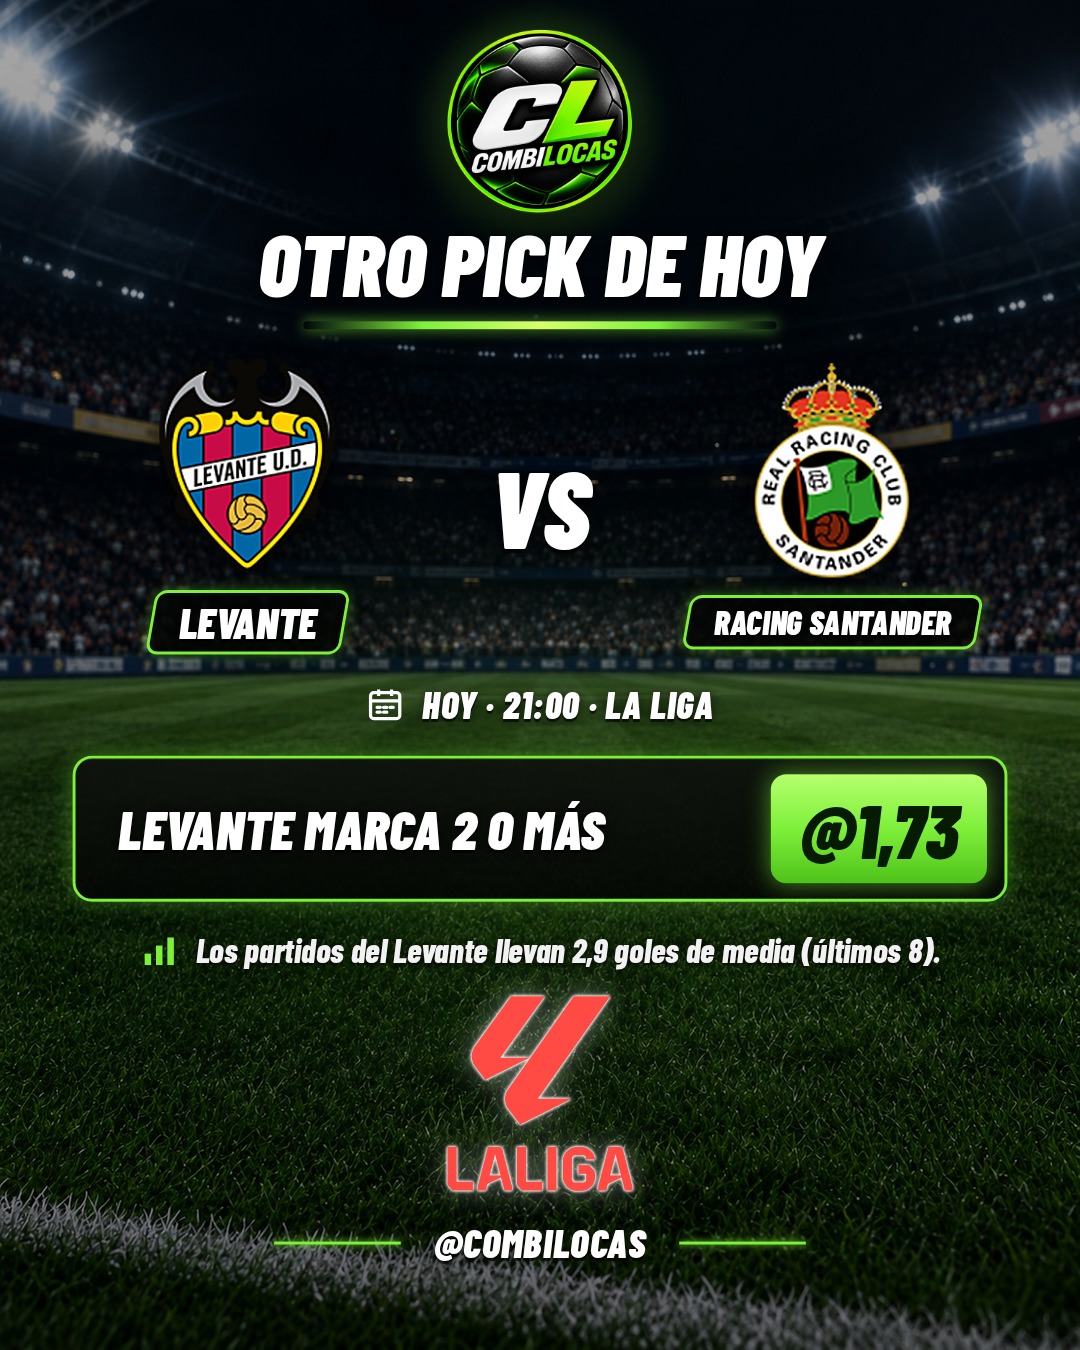 CL
COMBILOCAS
OTRO PICK DE HOY
LEVANTE U.D.
REAL RACING CLUB
SANTANDER
VS
LEVANTE
RACING SANTANDER
HOY · 21:00 · LA LIGA
LEVANTE MARCA 2 O MÁS
@1,73
Los partidos del Levante llevan 2,9 goles de media (últimos 8).
LALIGA
@COMBILOCAS